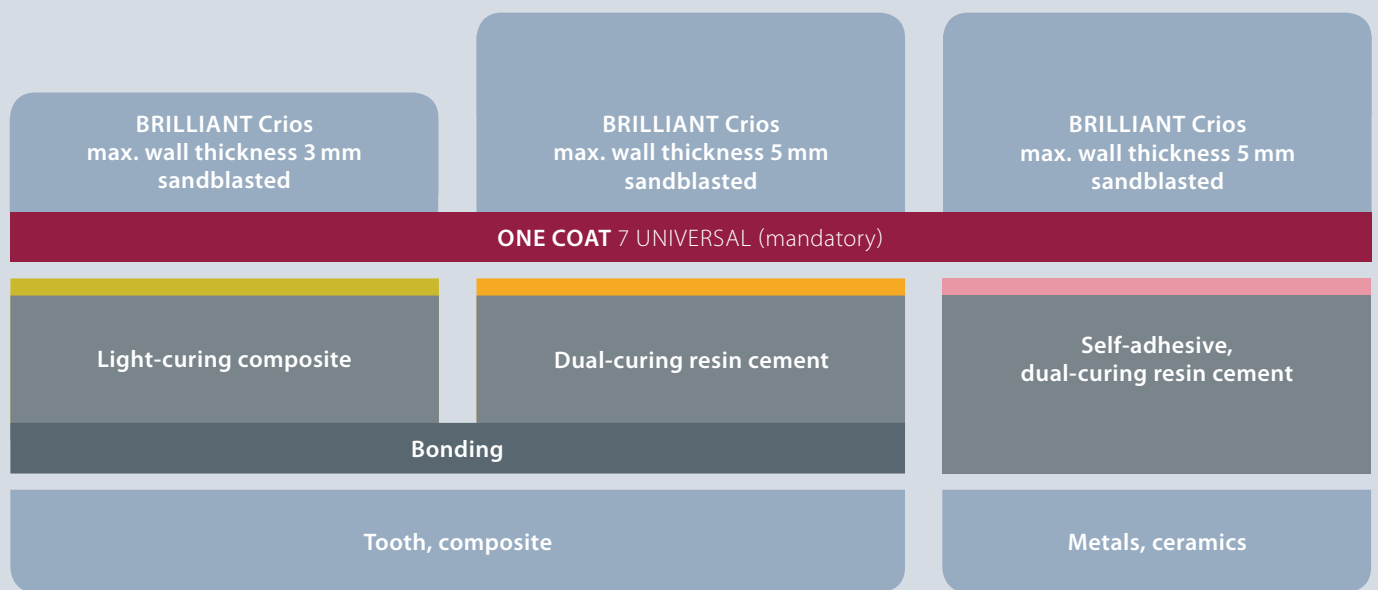 BRILLIANT Crios
max. wall thickness 3 mm
sandblasted
BRILLIANT Crios
max. wall thickness 5 mm
sandblasted
BRILLIANT Crios
max. wall thickness 5 mm
sandblasted
ONE COAT 7 UNIVERSAL (mandatory)
Light-curing composite
Dual-curing resin cement
Self-adhesive,
dual-curing resin cement
Bonding
Tooth, composite
Metals, ceramics